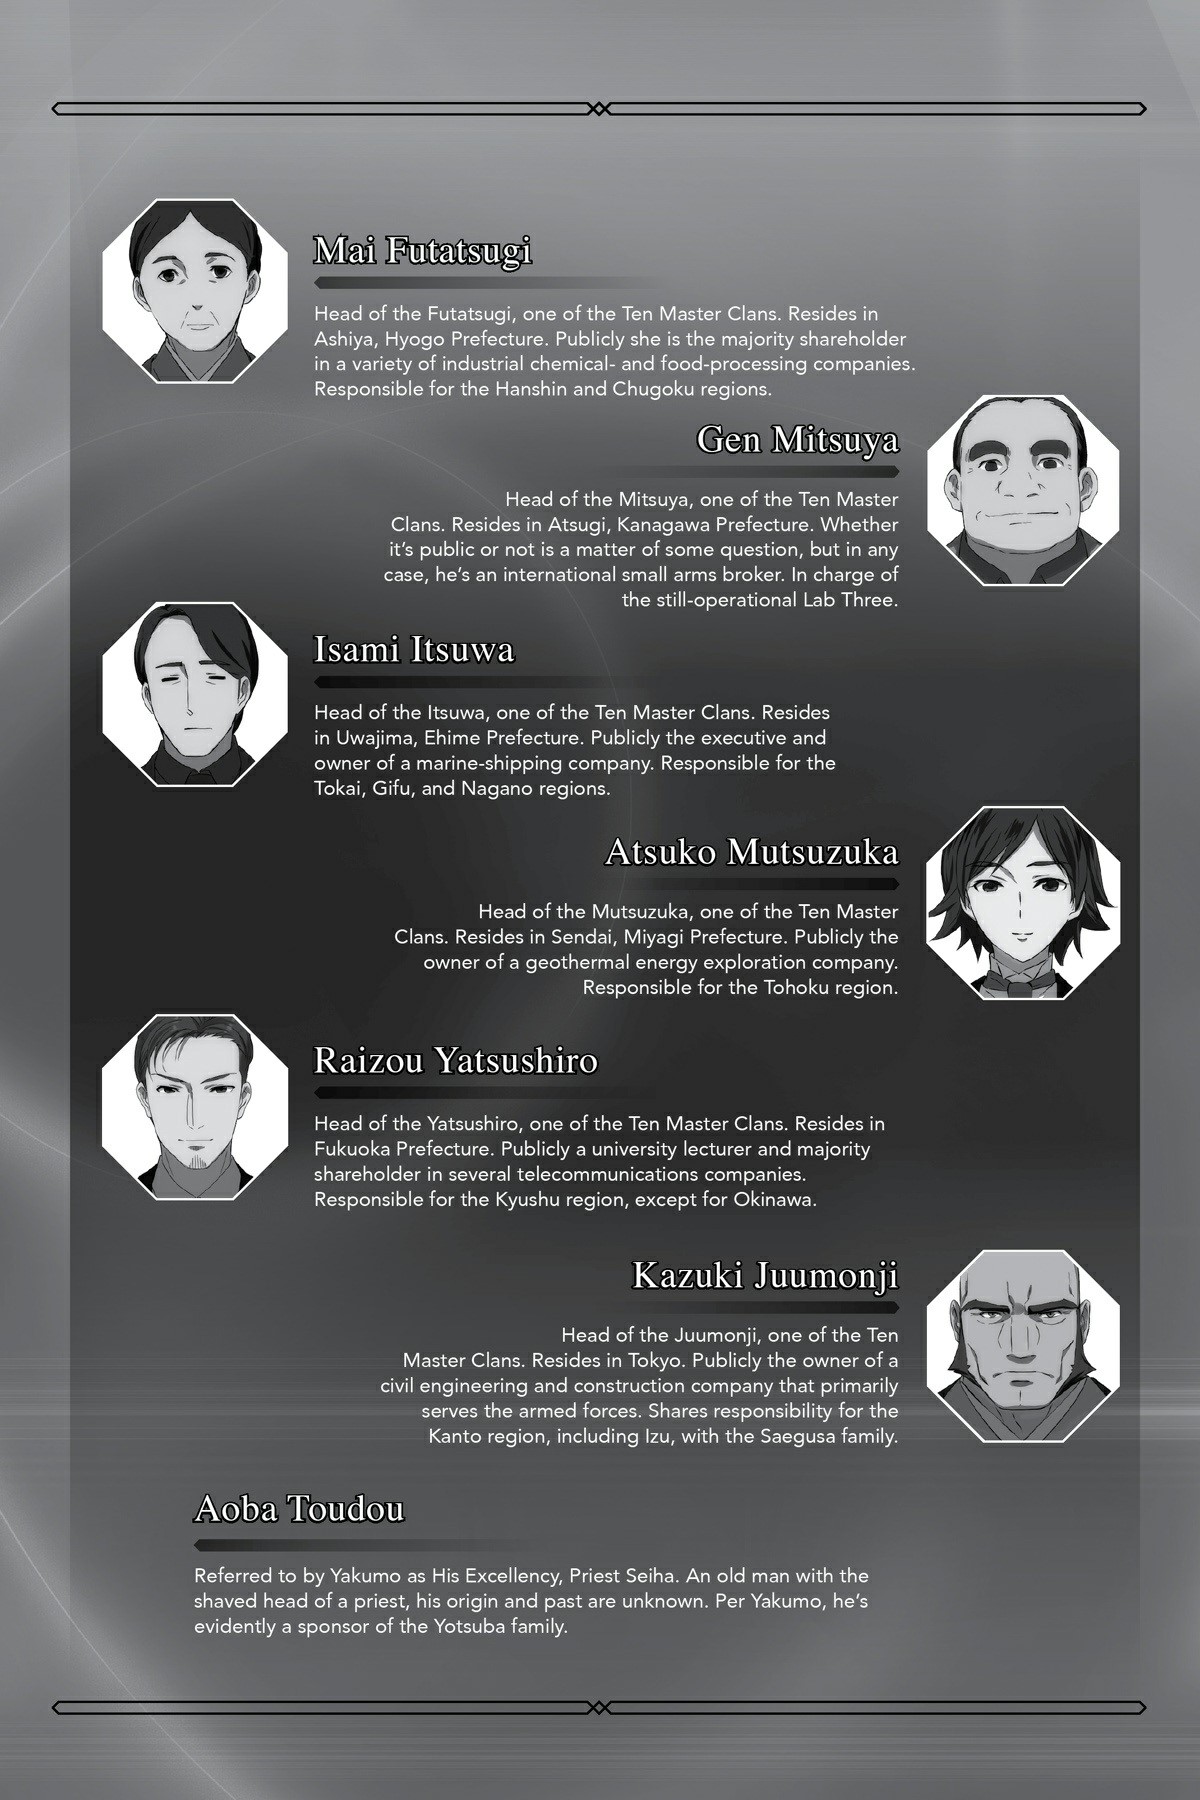 Mai Futatsugi
Head of the Futatsugi, one of the Ten Master Clans. Resides in
Ashiya, Hyogo Prefecture. Publicly she is the majority shareholder
in a variety of industrial chemical- and food-processing companies.
Responsible for the Hanshin and Chugoku regions.
Gen Mitsuya
Head of the Mitsuya, one of the Ten Master
Clans. Resides in Atsugi, Kanagawa Prefecture. Whether
it’s public or not is a matter of some question, but in any
case, he’s an international small arms broker. In charge of
the still-operational Lab Three.
Isami Itsuwa
Head of the Itsuwa, one of the Ten Master Clans. Resides
in Uwajima, Ehime Prefecture. Publicly the executive and
owner of a marine-shipping company. Responsible for the
Tokai, Gifu, and Nagano regions.
Atsuko Mutsuzuka
Head of the Mutsuzuka, one of the Ten Master
Clans. Resides in Sendai, Miyagi Prefecture. Publicly the
owner of a geothermal energy exploration company.
Responsible for the Tohoku region.
Raizou Yatsushiro
Head of the Yatsushiro, one of the Ten Master Clans. Resides in
Fukuoka Prefecture. Publicly a university lecturer and majority
shareholder in several telecommunications companies.
Responsible for the Kyushu region, except for Okinawa.
Kazuki Juumonji
Head of the Juumonji, one of the Ten
Master Clans. Resides in Tokyo. Publicly the owner of a
civil engineering and construction company that primarily
serves the armed forces. Shares responsibility for the
Kanto region, including Izu, with the Saegusa family.
Aoba Toudou
Referred to by Yakumo as His Excellency, Priest Seiha. An old man with the
shaved head of a priest, his origin and past are unknown. Per Yakumo, he’s
evidently a sponsor of the Yotsuba family.